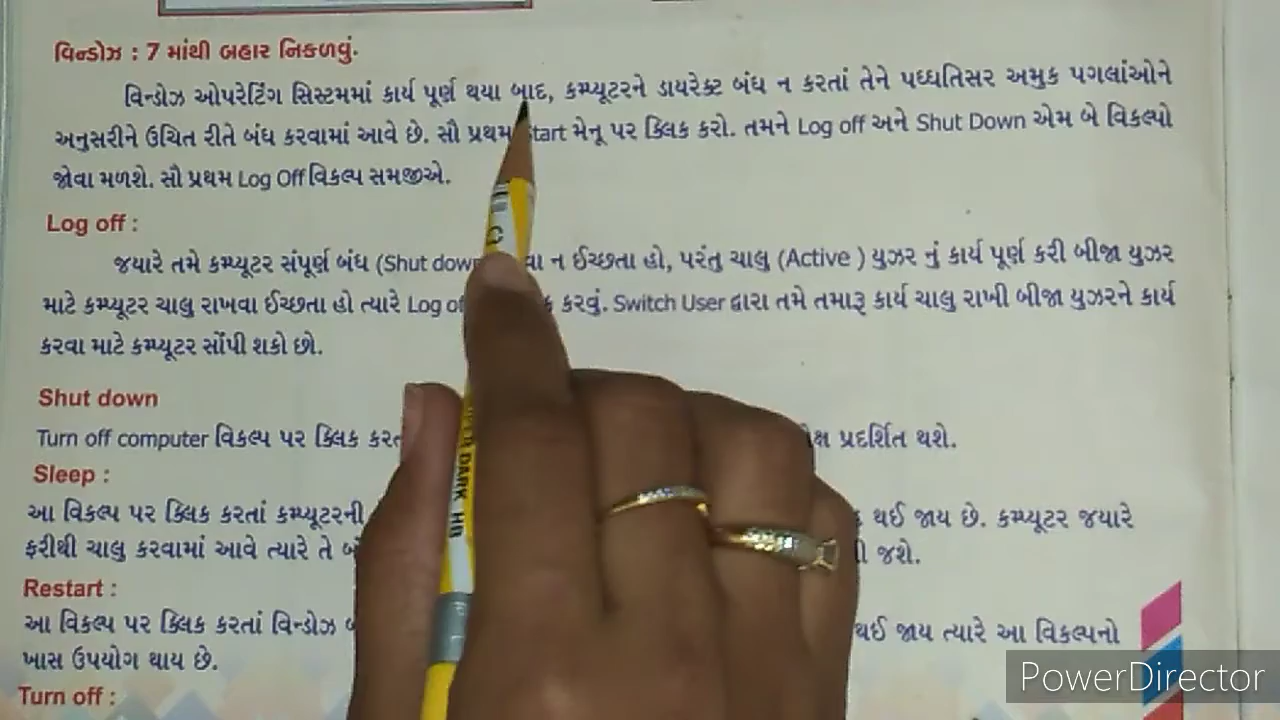 વિન્ડોઝ : 7 માંથી બહાર નિકળવું.
વિન્ડોઝ ઓપરેટિંગ સિસ્ટમમાં કાર્ય પૂર્ણ થયા બાદ, કમ્પ્યૂટરને ડાયરેક્ટ બંધ ન કરતાં તેને પધ્ધતિસર અમુક પગલાંઓને
અનુસરીને ઉચિત રીતે બંધ કરવામાં આવે છે. સૌ પ્રથમ Start મેનૂ પર ક્લિક કરો. તમને Log off અને Shut Down એમ બે વિકલ્પો
જોવા મળશે. સૌ પ્રથમ Log Off વિકલ્પ સમજીએ.
Log off :
જયારે તમે કમ્પ્યૂટર સંપૂર્ણ બંધ (Shut down ન ઈચ્છતા હો, પરંતુ ચાલુ (Active ) યુઝર નું કાર્ય પૂર્ણ કરી બીજા યુઝર
માટે કમ્પ્યૂટર ચાલુ રાખવા ઈચ્છતા હો ત્યારે Log કરવું. Switch User દ્વારા તમે તમારૂ કાર્ય ચાલુ રાખી બીજા યુઝરને કાર્ય
કરવા માટે કમ્પ્યૂટર સોંપી શકો છો.
Shut down
Turn off computer વિકલ્પ પર ક્લિક પ્રદર્શિત થશે.
Sleep :
આ વિકલ્પ પર ક્લિક કરતાં કમ્પ્યૂટરની થઈ જાય છે. કમ્પ્યૂટર જયારે
ફરીથી ચાલુ કરવામાં આવે ત્યારે તે જશે.
Restart :
આ વિકલ્પ પર ક્લિક કરતાં વિન્ડોઝ થઈ જાય ત્યારે આ વિકલ્પનો
ખાસ ઉપયોગ થાય છે.
Turn off :
DARK HB
PowerDirector